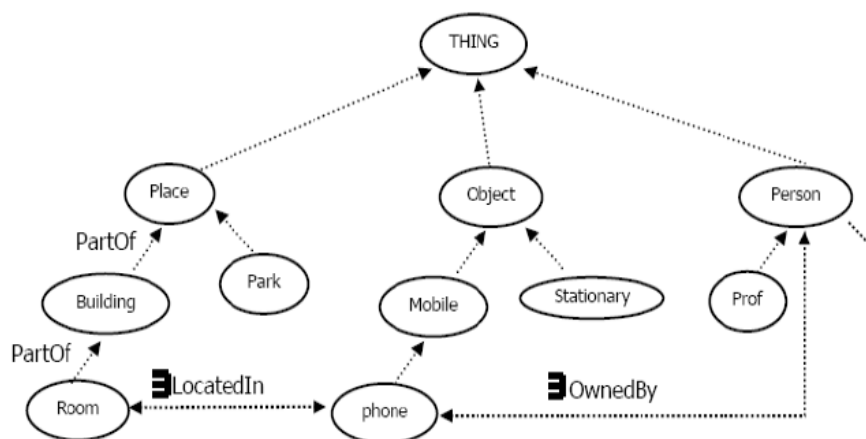 THING
Place
Object
Person
PartOf
Building
Park
Mobile
Stationary
Prof
PartOf
Room
∃LocatedIn
phone
∃OwnedBy